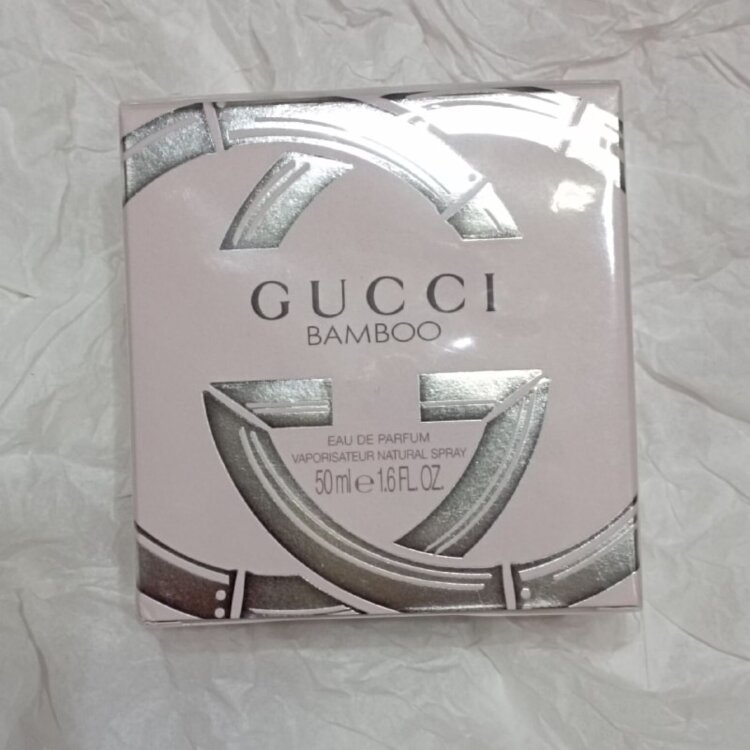 GUCCI
BAMBOO
EAU DE PARFUM
VAPORISATEUR NATURAL SPRAY
50 ml ℮ 1.6 FL. OZ.